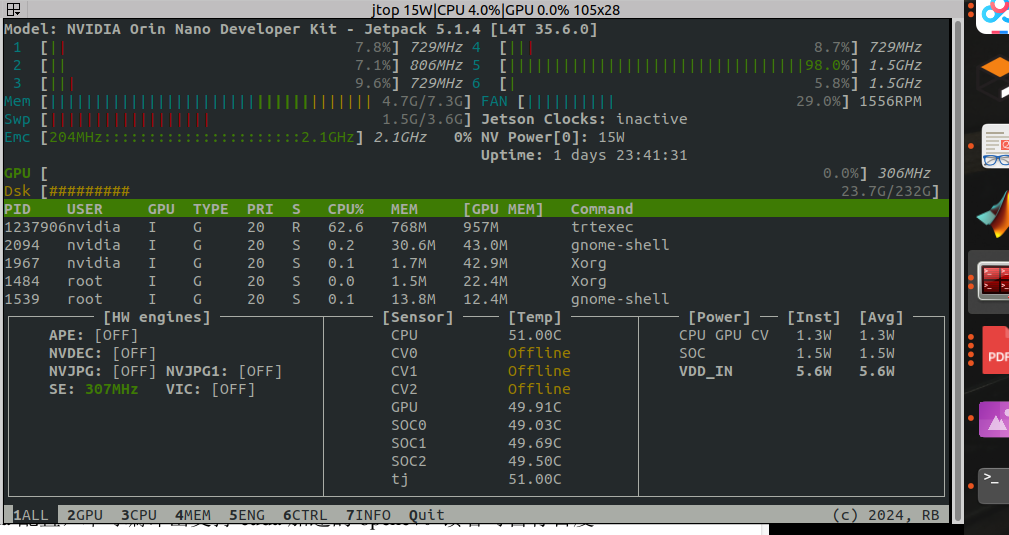 jtop 15W|CPU 4.0%|GPU 0.0% 105x28
Model: NVIDIA Orin Nano Developer Kit - Jetpack 5.1.4 [L4T 35.6.0]
1 [|| 7.8%] 729MHz 4 [||| 8.7%] 729MHz
2 [|| 7.1%] 806MHz 5 [|||||||||||||||||||||||||||||||||98.0%] 1.5GHz
3 [||| 9.6%] 729MHz 6 [| 5.8%] 1.5GHz
Mem [|||||||||||||||||||||||||||||||||||| 4.7G/7.3G] FAN [|||||||||| 29.0%] 1556RPM
Swp [|||||||||||||||||| 1.5G/3.6G] Jetson Clocks: inactive
Emc [204MHz::::::::::::::::::::::2.1GHz] 2.1GHz 0% NV Power[0]: 15W
Uptime: 1 days 23:41:31
GPU [ 0.0%] 306MHz
Dsk [######### 23.7G/232G]
PID USER GPU TYPE PRI S CPU% MEM [GPU MEM] Command
1237906nvidia I G 20 R 62.6 768M 957M trtexec
2094 nvidia I G 20 S 0.2 30.6M 43.0M gnome-shell
1967 nvidia I G 20 S 0.1 1.7M 42.9M Xorg
1484 root I G 20 S 0.0 1.5M 22.4M Xorg
1539 root I G 20 S 0.1 13.8M 12.4M gnome-shell
[HW engines] [Sensor] [Temp] [Power] [Inst] [Avg]
APE: [OFF] CPU 51.00C CPU GPU CV 1.3W 1.3W
NVDEC: [OFF] CV0 Offline SOC 1.5W 1.5W
NVJPG: [OFF] NVJPG1: [OFF] CV1 Offline VDD_IN 5.6W 5.6W
SE: 307MHz VIC: [OFF] CV2 Offline
GPU 49.91C
SOC0 49.03C
SOC1 49.69C
SOC2 49.50C
tj 51.00C
1ALL 2GPU 3CPU 4MEM 5ENG 6CTRL 7INFO Quit (c) 2024, RB
PDF